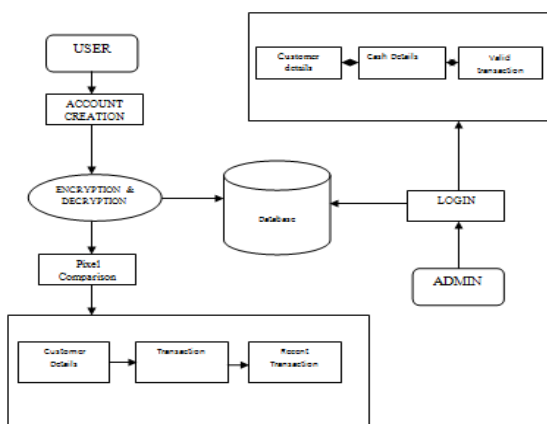 USER
ACCOUNT
CREATION
ENCRYPTION &
DECRYPTION
Pixel
Comparison
Customer
Details
Transaction
Recent
Transaction
Database
Customer
details
Cash Details
Valid
transaction
LOGIN
ADMIN